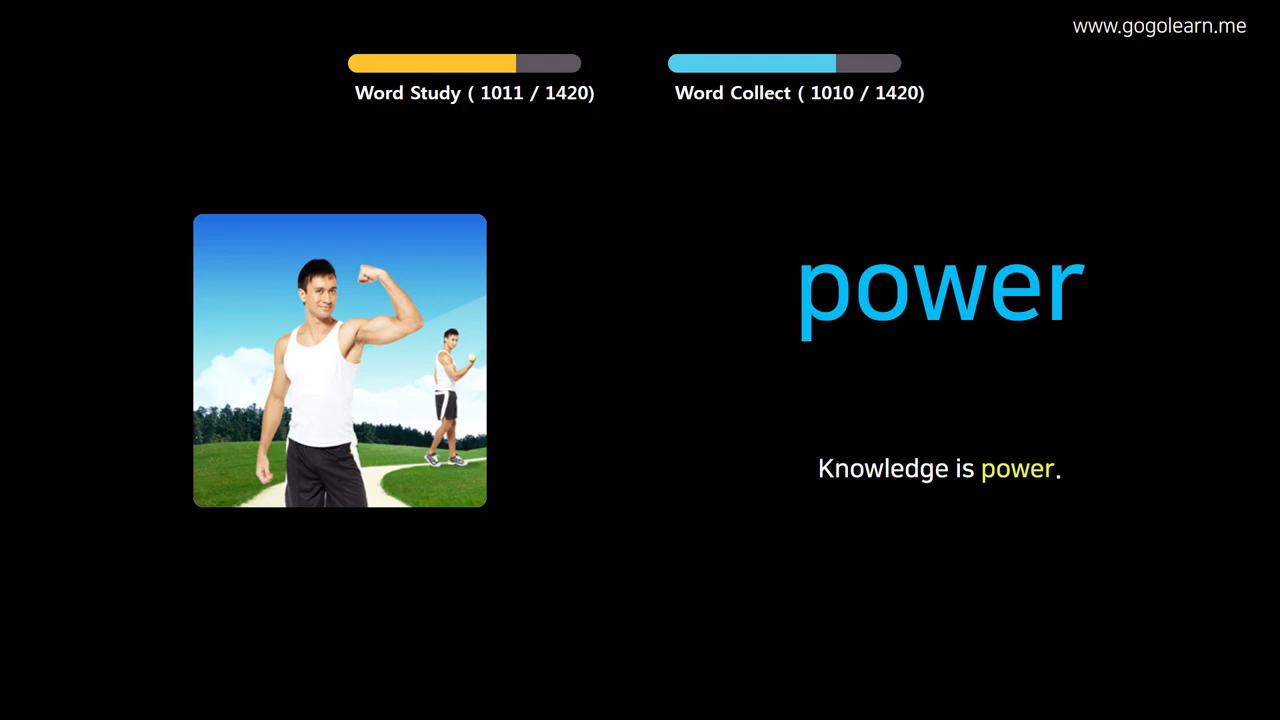 www.gogolearn.me
Word Study ( 1011 / 1420)
Word Collect ( 1010 / 1420)
power
Knowledge is power.